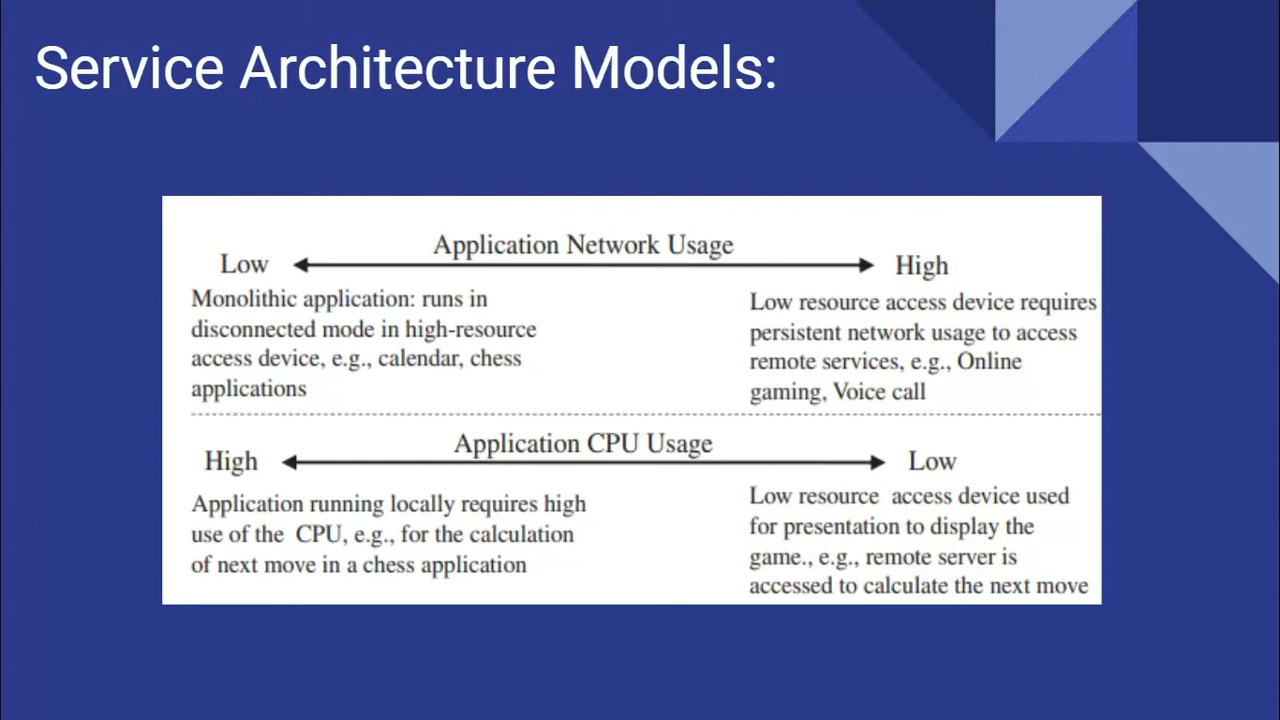 Service Architecture Models:
Application Network Usage
Low
High
Monolithic application: runs in
disconnected mode in high-resource
access device, e.g., calendar, chess
applications
Low resource access device requires
persistent network usage to access
remote services, e.g., Online
gaming, Voice call
Application CPU Usage
High
Low
Application running locally requires high
use of the CPU, e.g., for the calculation
of next move in a chess application
Low resource access device used
for presentation to display the
game., e.g., remote server is
accessed to calculate the next move